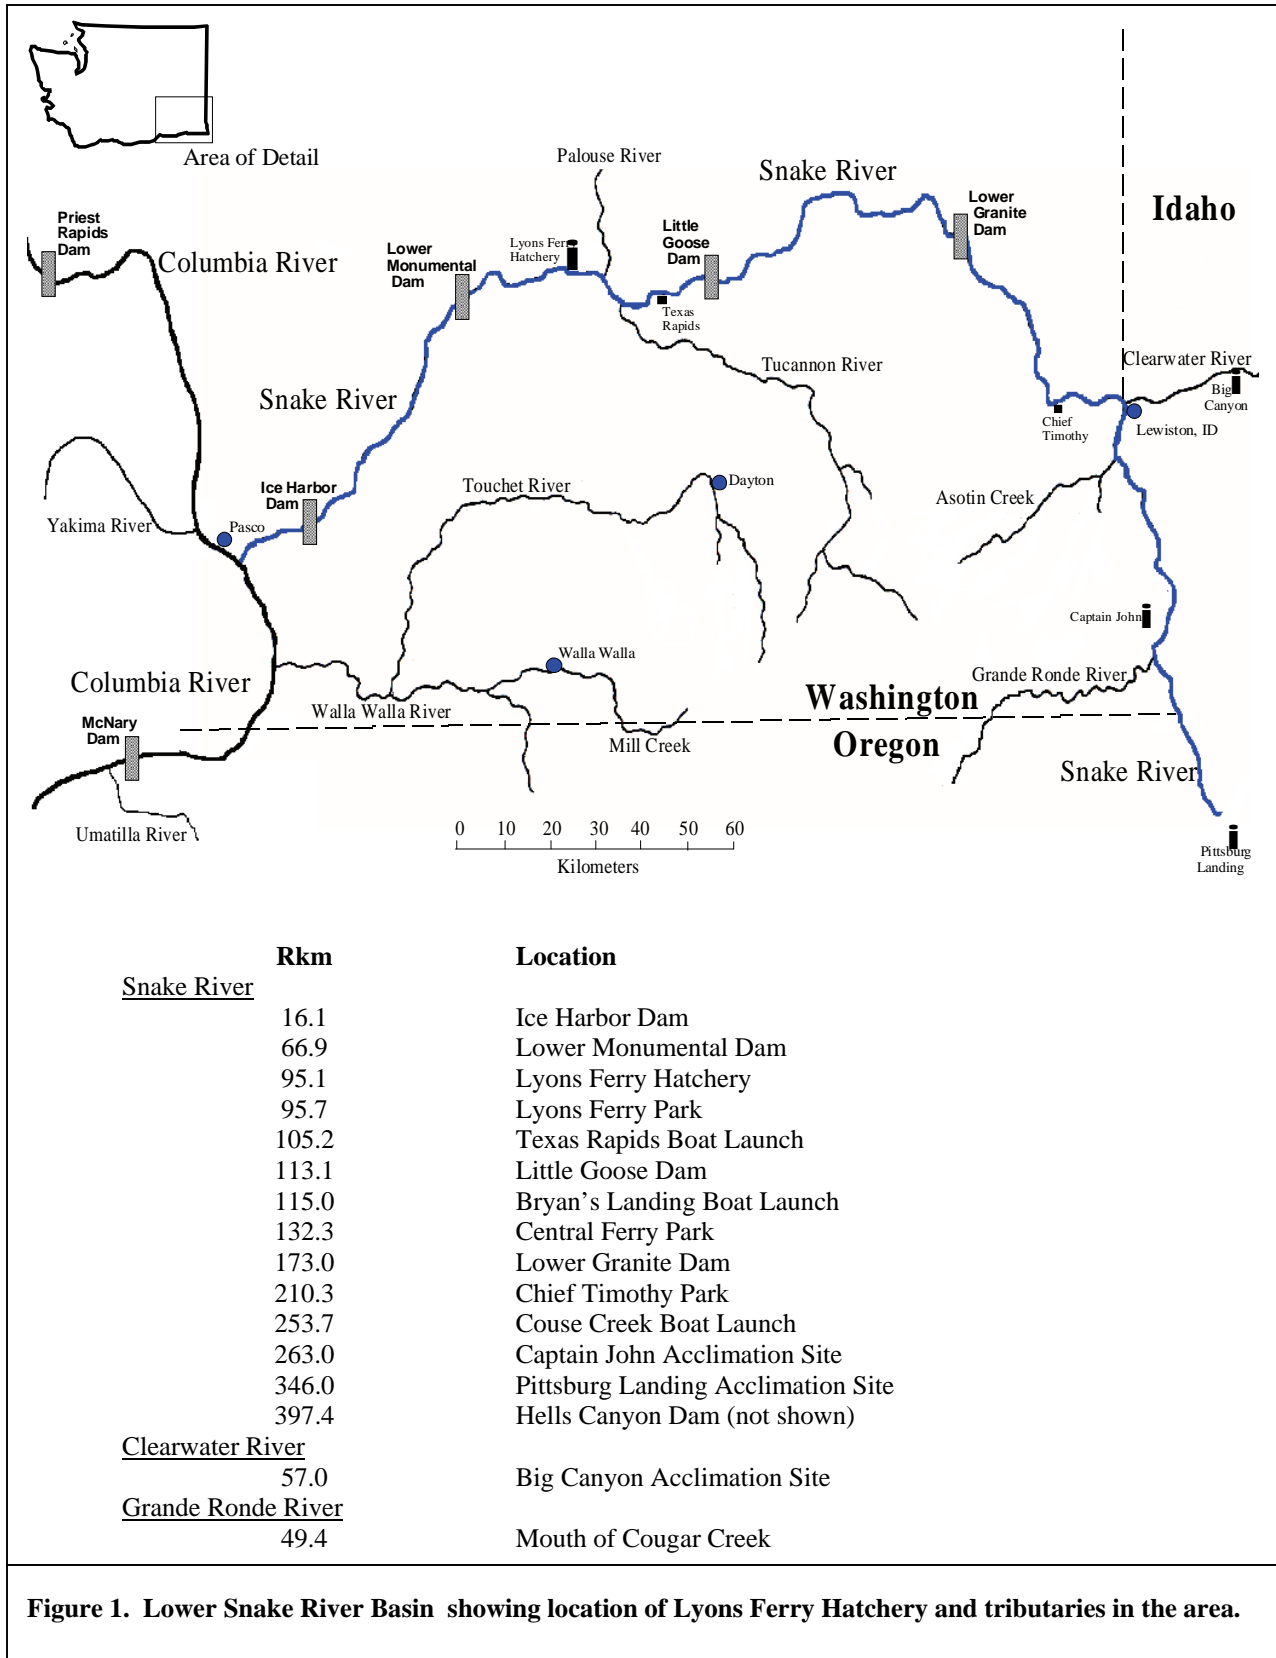 Area of Detail
Palouse River
Snake River
Idaho
Priest
Rapids
Dam
Columbia River
Lower
Monumental
Dam
Lyons Fer
Hatchery
Little
Goose
Dam
Lower
Granite
Dam
Texas
Rapids
Tucannon River
Clearwater River
Big
Canyon
Snake River
Chief
Timothy
Lewiston, ID
Ice Harbor
Dam
Touchet River
Dayton
Asotin Creek
Yakima River
Pasco
Captain John
Walla Walla
Grande Ronde River
Columbia River
Washington
Walla Walla River
McNary
Dam
Mill Creek
Oregon
Snake River
Umatilla River
0 10 20 30 40 50 60
Kilometers
Pittsburg
Landing
Rkm Location
Snake River
16.1 Ice Harbor Dam
66.9 Lower Monumental Dam
95.1 Lyons Ferry Hatchery
95.7 Lyons Ferry Park
105.2 Texas Rapids Boat Launch
113.1 Little Goose Dam
115.0 Bryan’s Landing Boat Launch
132.3 Central Ferry Park
173.0 Lower Granite Dam
210.3 Chief Timothy Park
253.7 Couse Creek Boat Launch
263.0 Captain John Acclimation Site
346.0 Pittsburg Landing Acclimation Site
397.4 Hells Canyon Dam (not shown)
Clearwater River
57.0 Big Canyon Acclimation Site
Grande Ronde River
49.4 Mouth of Cougar Creek
Figure 1. Lower Snake River Basin showing location of Lyons Ferry Hatchery and tributaries in the area.